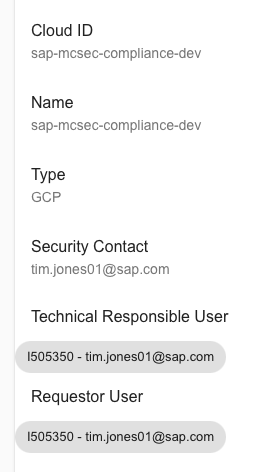 Cloud ID
sap-mcsec-compliance-dev
Name
sap-mcsec-compliance-dev
Type
GCP
Security Contact
tim.jones01@sap.com
Technical Responsible User
I505350 - tim.jones01@sap.com
Requestor User
I505350 - tim.jones01@sap.com